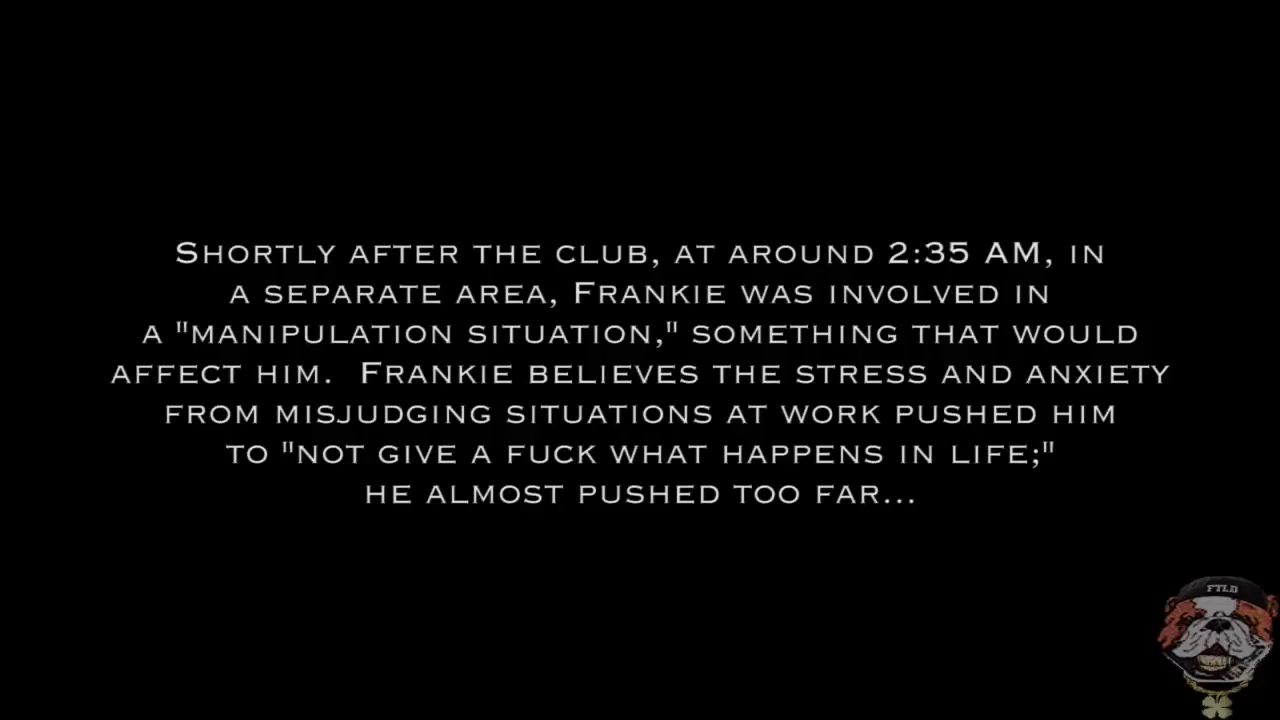 SHORTLY AFTER THE CLUB, AT AROUND 2:35 AM, IN
A SEPARATE AREA, FRANKIE WAS INVOLVED IN
A "MANIPULATION SITUATION," SOMETHING THAT WOULD
AFFECT HIM.  FRANKIE BELIEVES THE STRESS AND ANXIETY
FROM MISJUDGING SITUATIONS AT WORK PUSHED HIM
TO "NOT GIVE A FUCK WHAT HAPPENS IN LIFE;"
HE ALMOST PUSHED TOO FAR...
FTLD